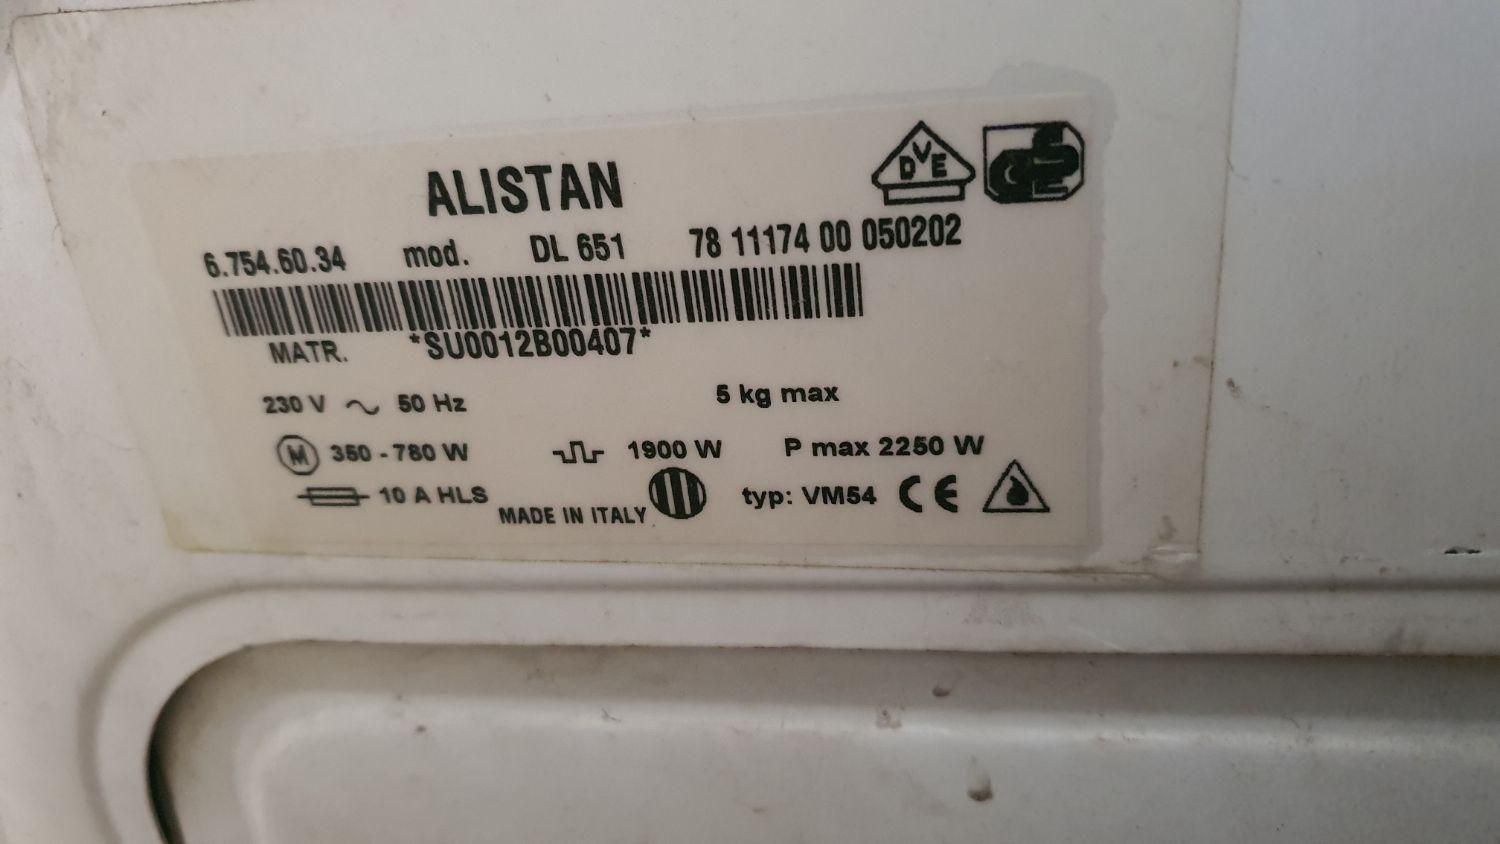 DVE GS
ALISTAN
6.754.60.34 mod. DL 651 78 11174 00 050202
MATR. *SU0012B00407*
230 V ~ 50 Hz 5 kg max
M 350 - 780 W 1900 W P max 2250 W
10 A HLS MADE IN ITALY typ: VM54 CE